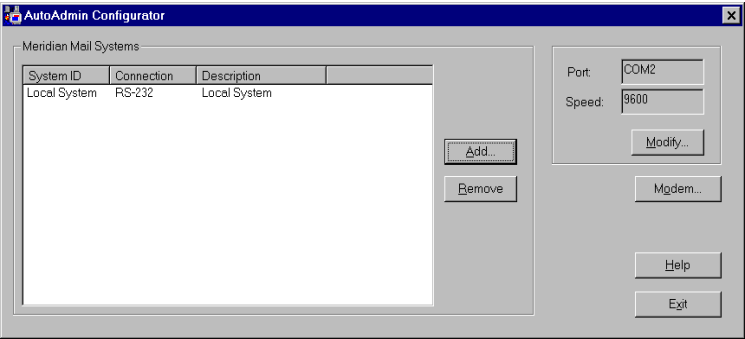 AutoAdmin Configurator
Meridian Mail Systems
System ID Connection Description
Local System RS-232 Local System
Add...
Remove
Port: COM2
Speed: 9600
Modify...
Modem...
Help
Exit